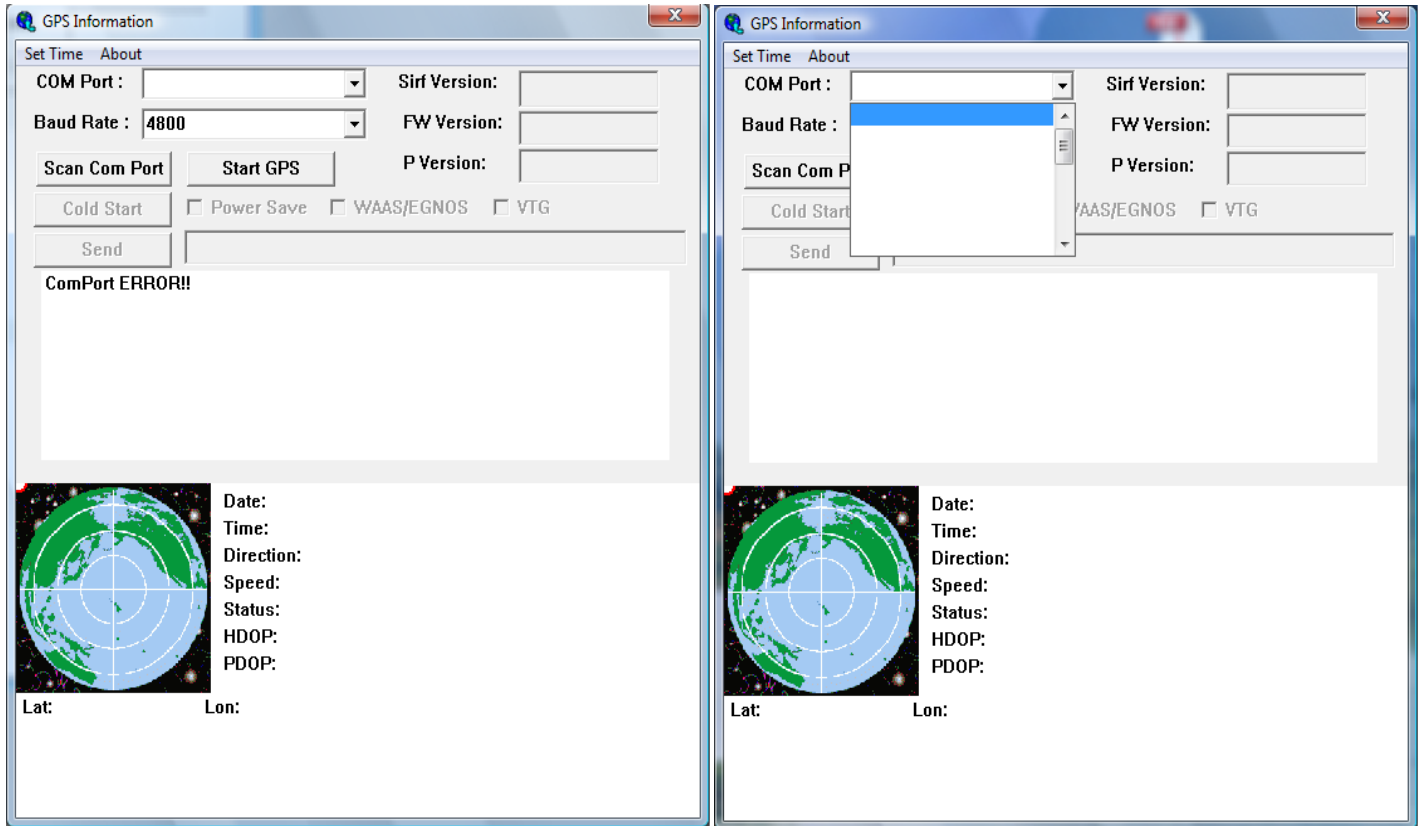 GPS Information
Set Time About
COM Port : Sirf Version:
Baud Rate : 4800 FW Version:
Scan Com Port Start GPS P Version:
Cold Start Power Save WAAS/EGNOS VTG
Send
ComPort ERROR!!
Date:
Time:
Direction:
Speed:
Status:
HDOP:
PDOP:
Lat: Lon:
GPS Information
Set Time About
COM Port : Sirf Version:
Baud Rate : FW Version:
Scan Com P P Version:
Cold Start AAS/EGNOS VTG
Send
Date:
Time:
Direction:
Speed:
Status:
HDOP:
PDOP:
Lat: Lon: